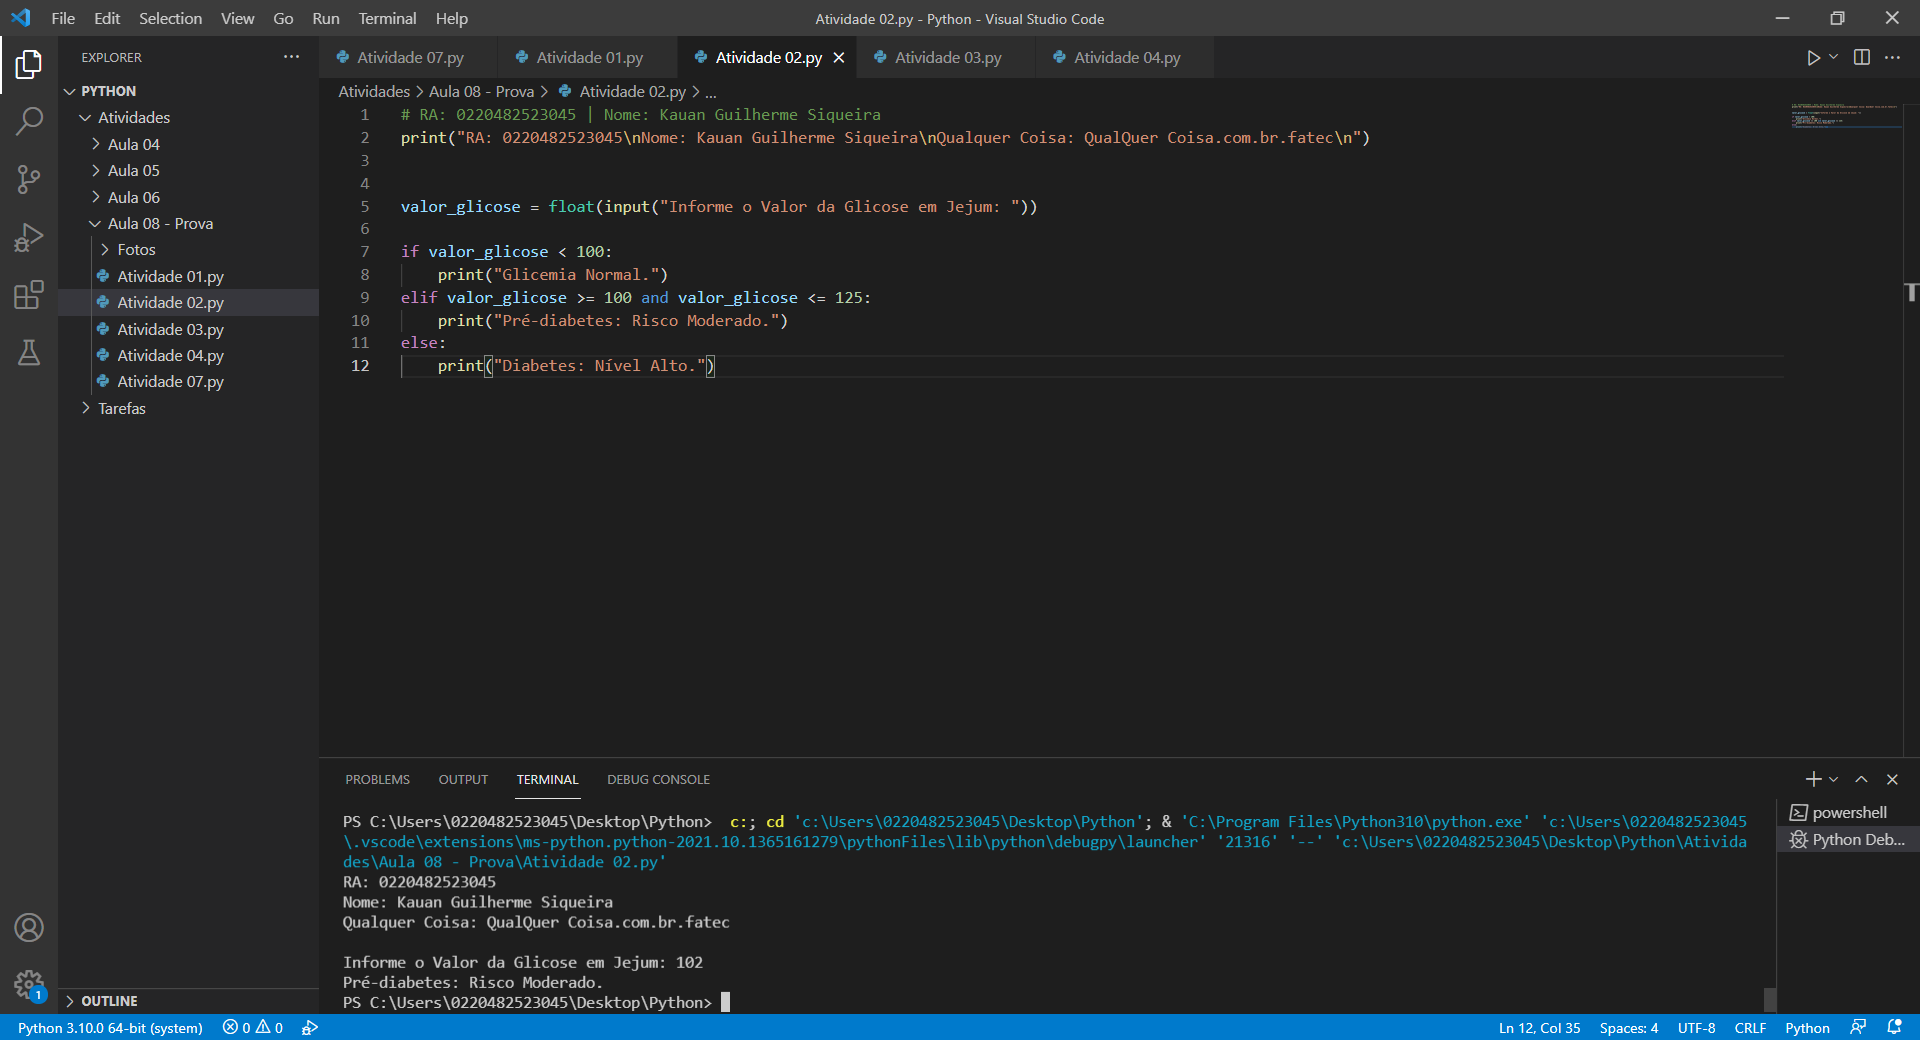 File Edit Selection View Go Run Terminal Help
Atividade 02.py - Python - Visual Studio Code
EXPLORER
PYTHON
Atividades
Aula 04
Aula 05
Aula 06
Aula 08 - Prova
Fotos
Atividade 01.py
Atividade 02.py
Atividade 03.py
Atividade 04.py
Atividade 07.py
Tarefas
OUTLINE
Atividade 07.py Atividade 01.py Atividade 02.py Atividade 03.py Atividade 04.py
Atividades > Aula 08 - Prova > Atividade 02.py > ...
1 # RA: 0220482523045 | Nome: Kauan Guilherme Siqueira
2 print("RA: 0220482523045\nNome: Kauan Guilherme Siqueira\nQualquer Coisa: QualQuer Coisa.com.br.fatec\n")
3
4
5 valor_glicose = float(input("Informe o Valor da Glicose em Jejum: "))
6
7 if valor_glicose < 100:
8     print("Glicemia Normal.")
9 elif valor_glicose >= 100 and valor_glicose <= 125:
10     print("Pré-diabetes: Risco Moderado.")
11 else:
12     print("Diabetes: Nível Alto.")
PROBLEMS OUTPUT TERMINAL DEBUG CONSOLE
PS C:\Users\0220482523045\Desktop\Python>  c:; cd 'c:\Users\0220482523045\Desktop\Python'; & 'C:\Program Files\Python310\python.exe' 'c:\Users\0220482523045
\.vscode\extensions\ms-python.python-2021.10.1365161279\pythonFiles\lib\python\debugpy\launcher' '21316' '--' 'c:\Users\0220482523045\Desktop\Python\Ativida
des\Aula 08 - Prova\Atividade 02.py'
RA: 0220482523045
Nome: Kauan Guilherme Siqueira
Qualquer Coisa: QualQuer Coisa.com.br.fatec
Informe o Valor da Glicose em Jejum: 102
Pré-diabetes: Risco Moderado.
PS C:\Users\0220482523045\Desktop\Python>
powershell
Python Deb...
1
Python 3.10.0 64-bit (system) 0 0
Ln 12, Col 35 Spaces: 4 UTF-8 CRLF Python